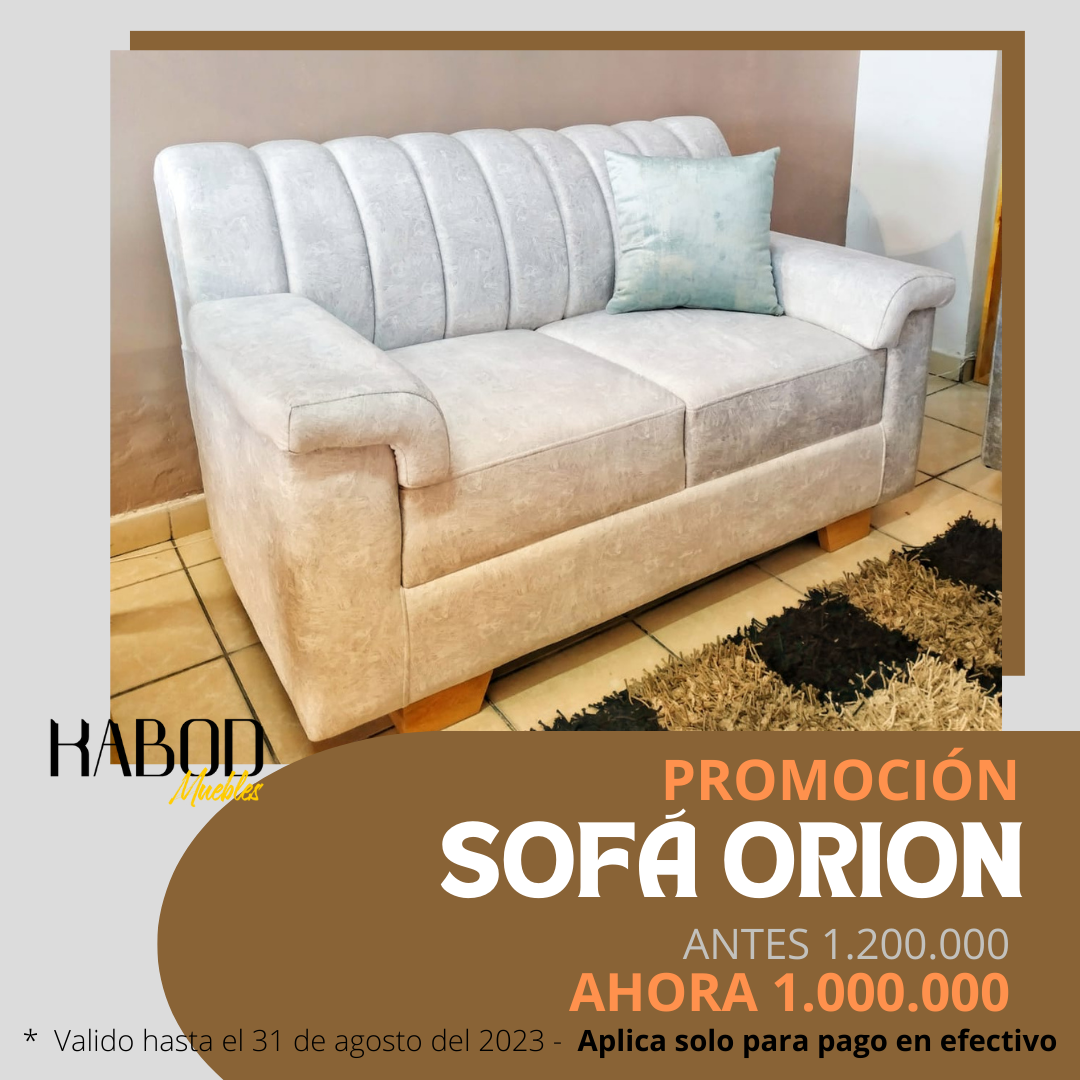 KABOD
Muebles
PROMOCIÓN
SOFÁ ORION
ANTES 1.200.000
AHORA 1.000.000
* Valido hasta el 31 de agosto del 2023 - Aplica solo para pago en efectivo